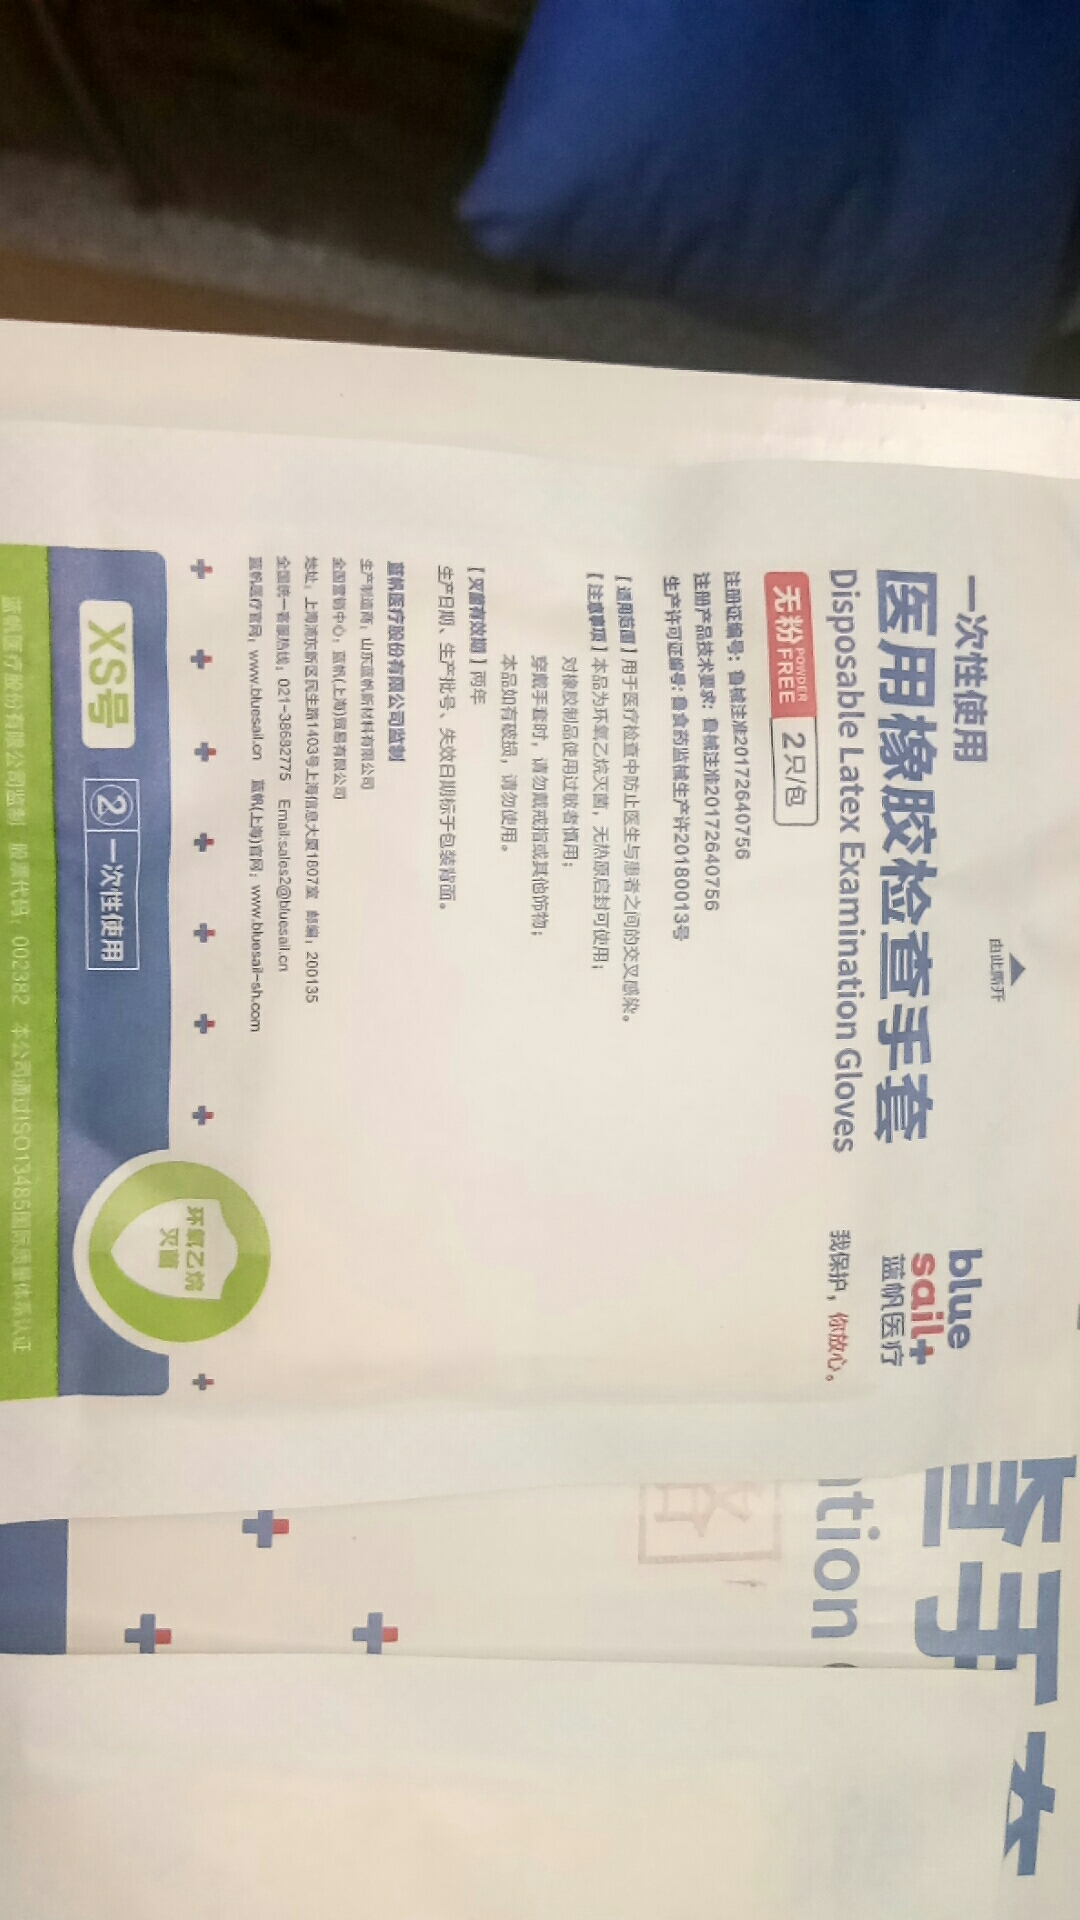 由此撕开
一次性使用
医用橡胶检查手套
Disposable Latex Examination Gloves
blue
sail+
蓝帆医疗
我保护，你放心。
无粉 POWDER FREE 2只/包
注册证编号: 鲁械注准20172640756
注册产品技术要求: 鲁械注准20172640756
生产许可证编号: 鲁食药监械生产许20180013号
【适用范围】用于医疗检查中防止医生与患者之间的交叉感染。
【注意事项】本品为环氧乙烷灭菌，无热原启封可使用；
对橡胶制品使用过敏者慎用；
穿戴手套时，请勿戴戒指或其他饰物；
本品如有破损，请勿使用。
【灭菌有效期】两年
生产日期、生产批号、失效日期标于包装背面。
蓝帆医疗股份有限公司监制
生产制造商：山东蓝帆新材料有限公司
全国营销中心：蓝帆(上海)贸易有限公司
地址：上海浦东新区民生路1403号上海信息大厦1807室 邮编：200135
全国统一客服热线：021-38682775 Email:sales2@bluesail.cn
蓝帆医疗官网：www.bluesail.cn 蓝帆(上海)官网：www.bluesail-sh.com
XS号
②一次性使用
环氧乙烷
灭菌
蓝帆医疗股份有限公司监制 股票代码：002382 本公司通过ISO13485国际质量体系认证
查手
ntion